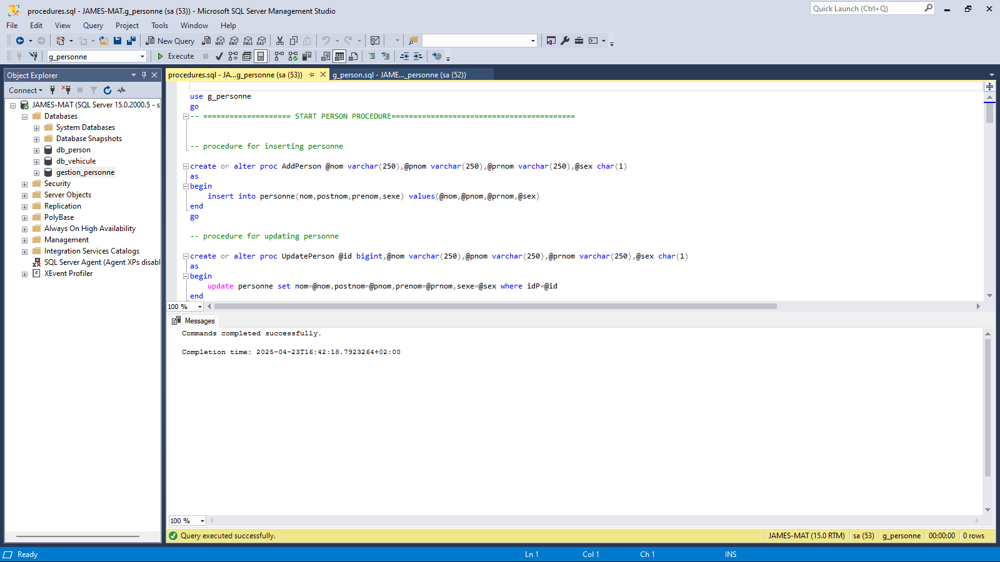 procedures.sql - JAMES-MAT.g_personne (sa (53)) - Microsoft SQL Server Management Studio
Quick Launch (Ctrl+Q)
File Edit View Query Project Tools Window Help
New Query
MDX DMX XMLA DAX
g_personne
Execute
Object Explorer
Connect
JAMES-MAT (SQL Server 15.0.2000.5 - s
Databases
System Databases
Database Snapshots
db_person
db_vehicule
gestion_personne
Security
Server Objects
Replication
PolyBase
Always On High Availability
Management
Integration Services Catalogs
SQL Server Agent (Agent XPs disabl
XEvent Profiler
procedures.sql - JA...g_personne (sa (53))
g_person.sql - JAME..._personne (sa (52))
use g_personne
go
-- ==================== START PERSON PROCEDURE==========================================
-- procedure for inserting personne
create or alter proc AddPerson @nom varchar(250),@pnom varchar(250),@prnom varchar(250),@sex char(1)
as
begin
insert into personne(nom,postnom,prenom,sexe) values(@nom,@pnom,@prnom,@sex)
end
go
-- procedure for updating personne
create or alter proc UpdatePerson @id bigint,@nom varchar(250),@pnom varchar(250),@prnom varchar(250),@sex char(1)
as
begin
update personne set nom=@nom,postnom=@pnom,prenom=@prnom,sexe=@sex where idP=@id
end
100 %
Messages
Commands completed successfully.
Completion time: 2025-04-23T16:42:18.7923264+02:00
100 %
Query executed successfully.
JAMES-MAT (15.0 RTM) sa (53) g_personne 00:00:00 0 rows
Ready Ln 1 Col 1 Ch 1 INS